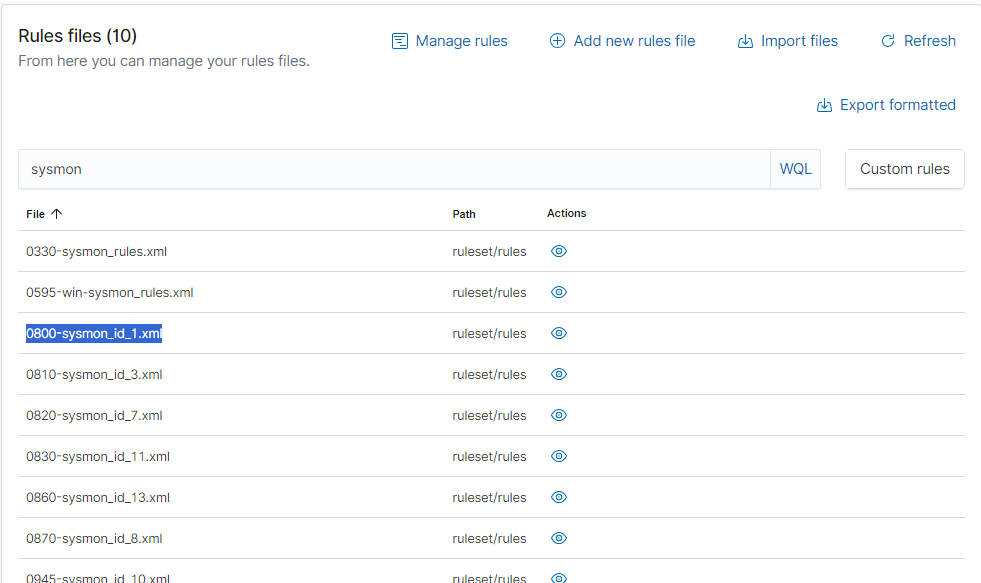 Rules files (10)
Manage rules
Add new rules file
Import files
Refresh
From here you can manage your rules files.
Export formatted
sysmon
WQL
Custom rules
File
Path
Actions
0330-sysmon_rules.xml ruleset/rules
0595-win-sysmon_rules.xml ruleset/rules
0800-sysmon_id_1.xml ruleset/rules
0810-sysmon_id_3.xml ruleset/rules
0820-sysmon_id_7.xml ruleset/rules
0830-sysmon_id_11.xml ruleset/rules
0860-sysmon_id_13.xml ruleset/rules
0870-sysmon_id_8.xml ruleset/rules
0945-sysmon_id_10.xml ruleset/rules